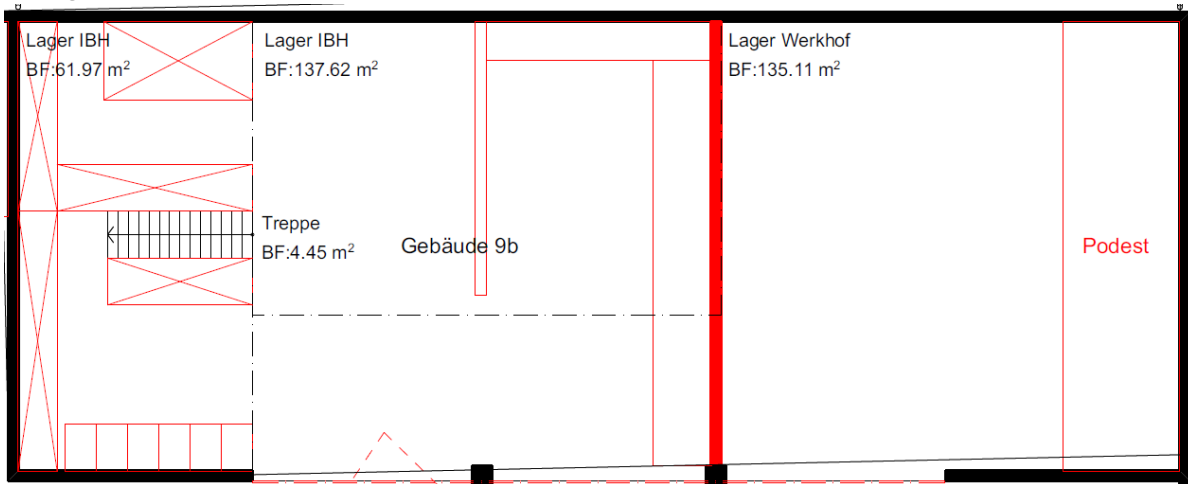 Lager IBH
BF:61.97 m²
Lager IBH
BF:137.62 m²
Lager Werkhof
BF:135.11 m²
Treppe
BF:4.45 m²
Gebäude 9b
Podest